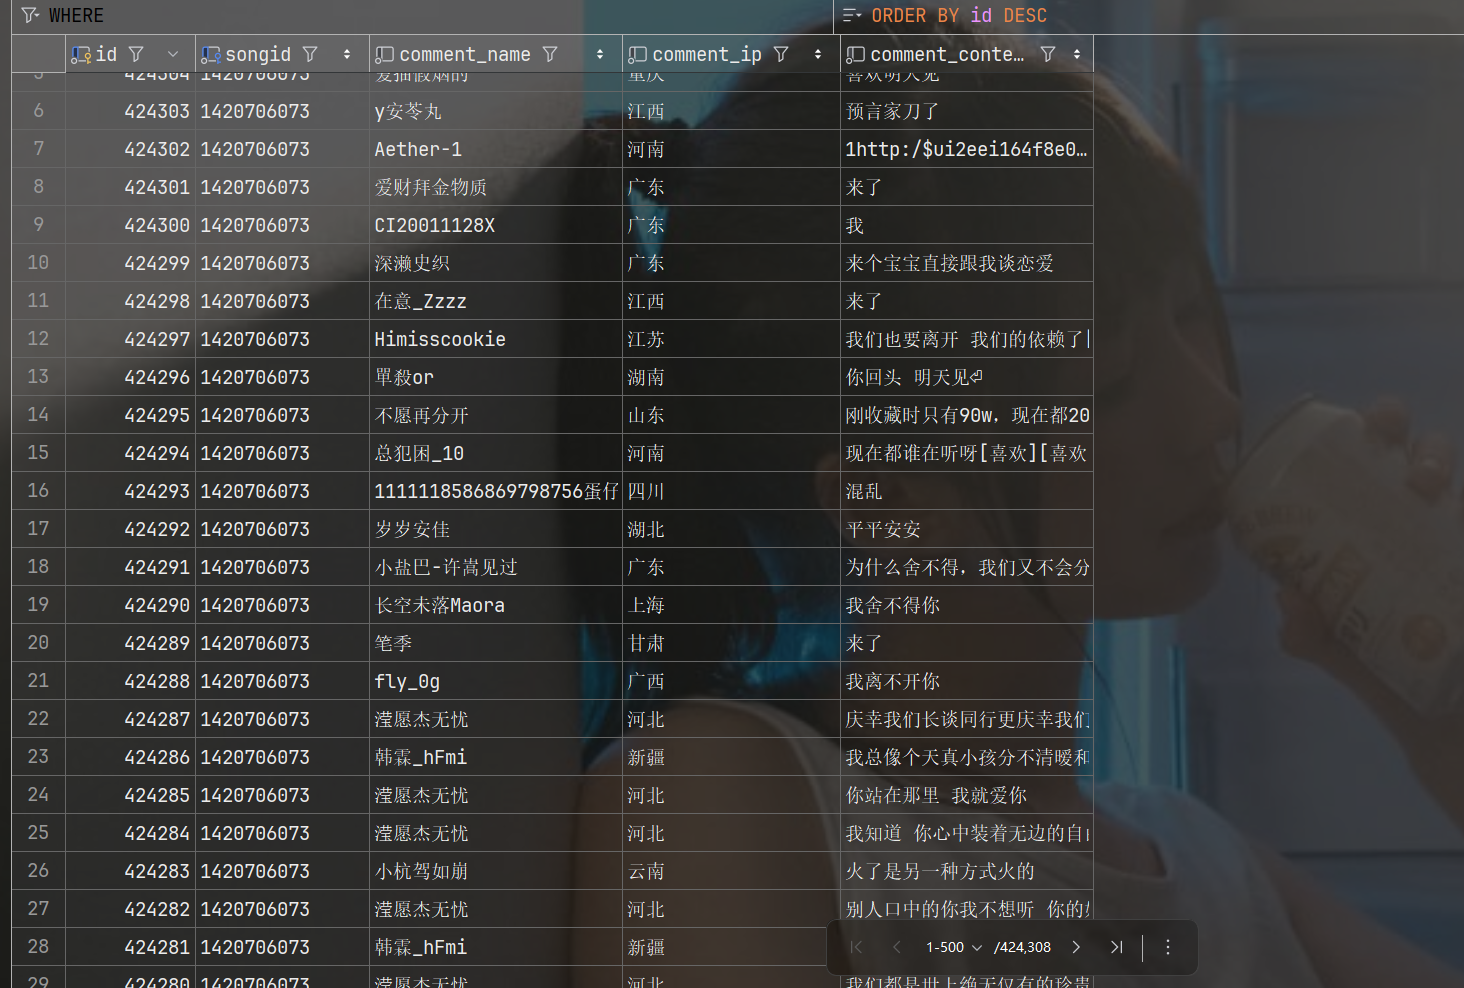 WHERE ORDER BY id DESC
id songid comment_name comment_ip comment_conte…
5 424304 1420706073 爱抽假烟的 重庆 喜欢明天见
6 424303 1420706073 y安苓丸 江西 预言家刀了
7 424302 1420706073 Aether-1 河南 1http:/$ui2eei164f8e0…
8 424301 1420706073 爱财拜金物质 广东 来了
9 424300 1420706073 CI20011128X 广东 我
10 424299 1420706073 深濑史织 广东 来个宝宝直接跟我谈恋爱
11 424298 1420706073 在意_Zzzz 江西 来了
12 424297 1420706073 Himisscookie 江苏 我们也要离开 我们的依赖了
13 424296 1420706073 單殺or 湖南 你回头 明天见⏎
14 424295 1420706073 不愿再分开 山东 刚收藏时只有90w，现在都20
15 424294 1420706073 总犯困_10 河南 现在都谁在听呀[喜欢][喜欢
16 424293 1420706073 1111118586869798756蛋仔 四川 混乱
17 424292 1420706073 岁岁安佳 湖北 平平安安
18 424291 1420706073 小盐巴-许嵩见过 广东 为什么舍不得，我们又不会分
19 424290 1420706073 长空未落Maora 上海 我舍不得你
20 424289 1420706073 笔季 甘肃 来了
21 424288 1420706073 fly_0g 广西 我离不开你
22 424287 1420706073 滢愿杰无忧 河北 庆幸我们长谈同行更庆幸我们
23 424286 1420706073 韩霖_hFmi 新疆 我总像个天真小孩分不清暖和
24 424285 1420706073 滢愿杰无忧 河北 你站在那里 我就爱你
25 424284 1420706073 滢愿杰无忧 河北 我知道 你心中装着无边的自
26 424283 1420706073 小杭驾如崩 云南 火了是另一种方式火的
27 424282 1420706073 滢愿杰无忧 河北 别人口中的你我不想听 你的
28 424281 1420706073 韩霖_hFmi 新疆
29 424280 1420706073 滢愿杰无忧 河北 我们都是世上绝无仅有的珍贵
1-500 /424,308